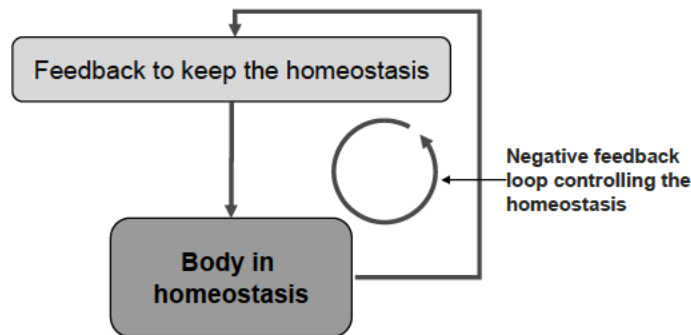 Feedback to keep the homeostasis
Negative feedback
loop controlling the
homeostasis
Body in
homeostasis